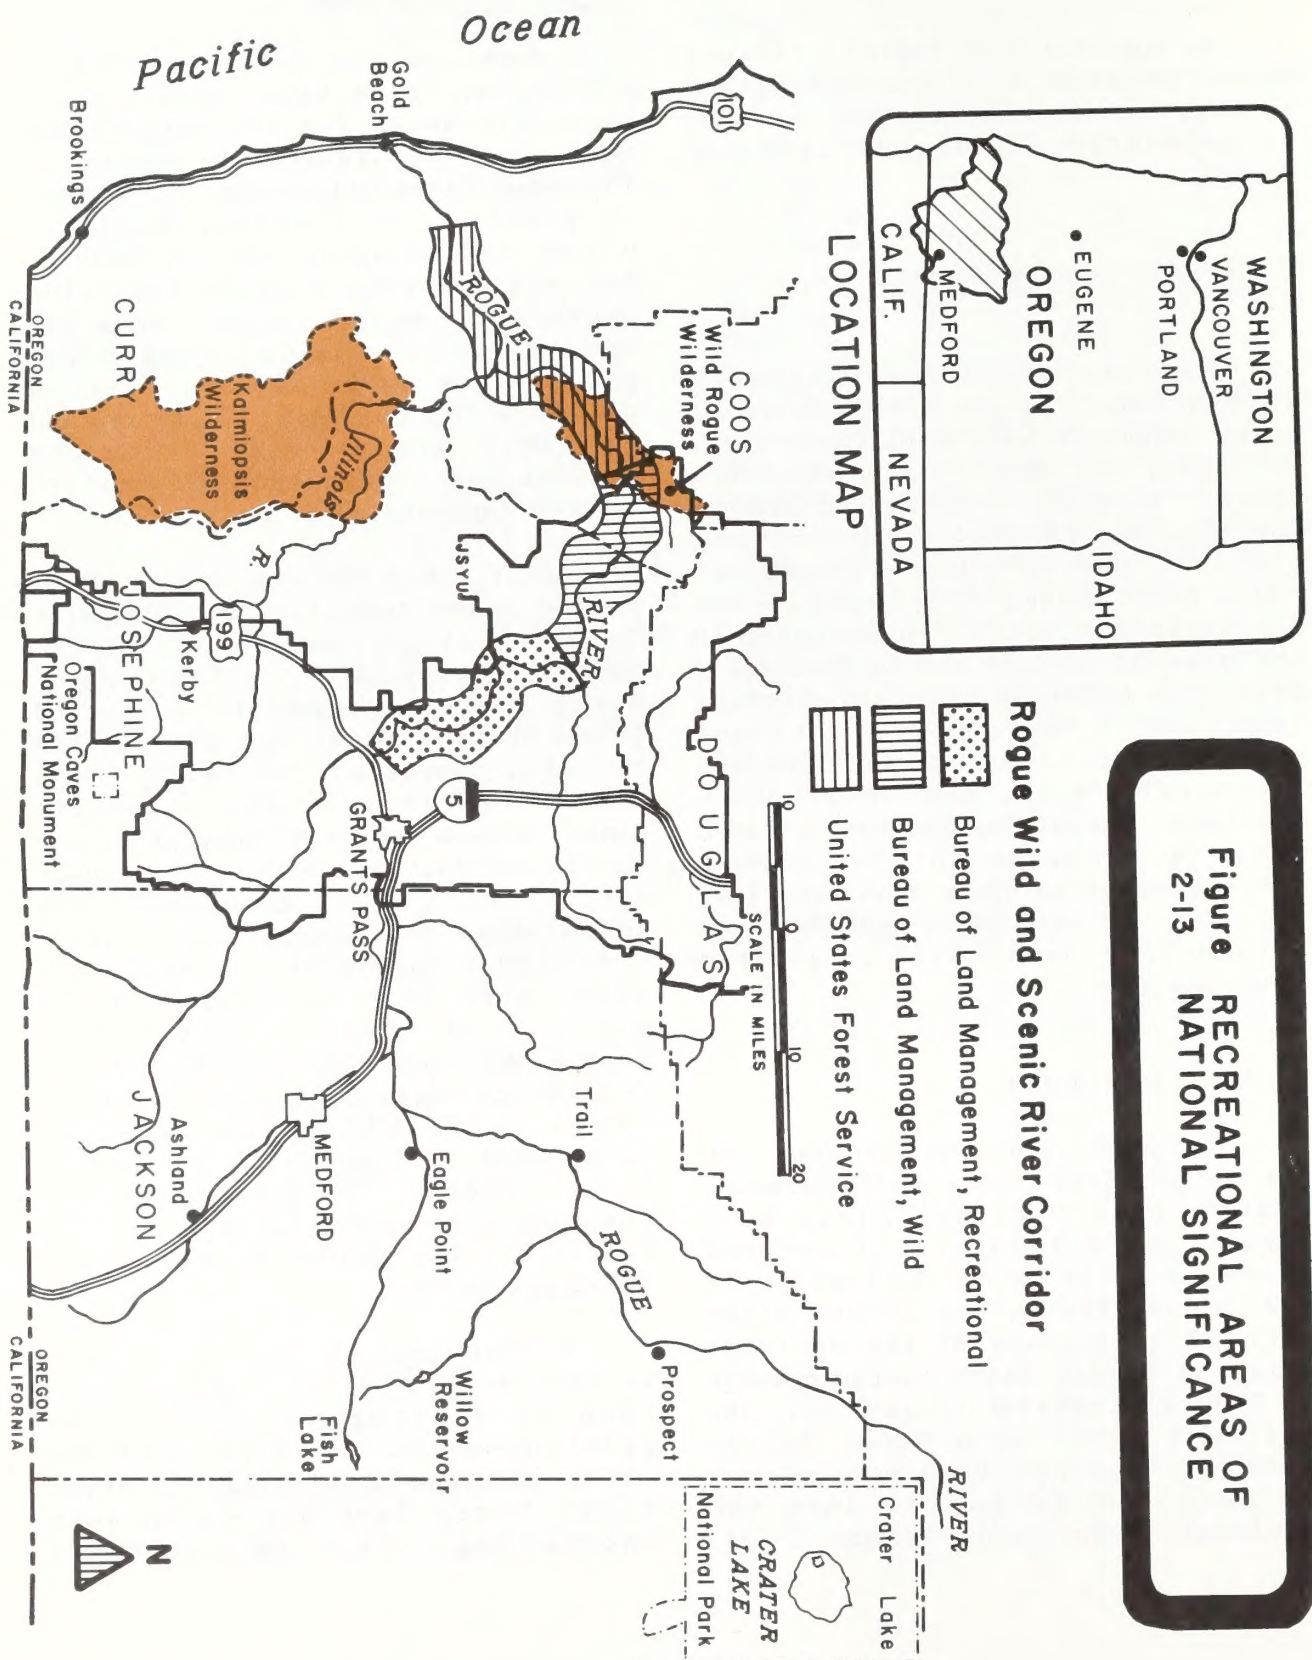 Figure RECREATIONAL AREAS OF
2-13 NATIONAL SIGNIFICANCE
WASHINGTON
VANCOUVER
PORTLAND
IDAHO
EUGENE
OREGON
MEDFORD
CALIF.
NEVADA
LOCATION MAP
Rogue Wild and Scenic River Corridor
Bureau of Land Management, Recreational
Bureau of Land Management, Wild
United States Forest Service
10
0
10
20
SCALE IN MILES
Pacific Ocean
101
Gold
Beach
Brookings
COOS
Wild Rogue
Wilderness
ROGUE
RIVER
DOUGLAS
JSYU
CURR
Kalmiopsis
Wilderness
Illinois
R.
199
Kerby
JOSEPHINE
Oregon Caves
National Monument
5
GRANTS PASS
Trail
ROGUE
Prospect
RIVER
Crater Lake
CRATER
LAKE
National Park
Eagle Point
Willow
Reservoir
Fish
Lake
MEDFORD
JACKSON
Ashland
OREGON
CALIFORNIA
OREGON
CALIFORNIA
N